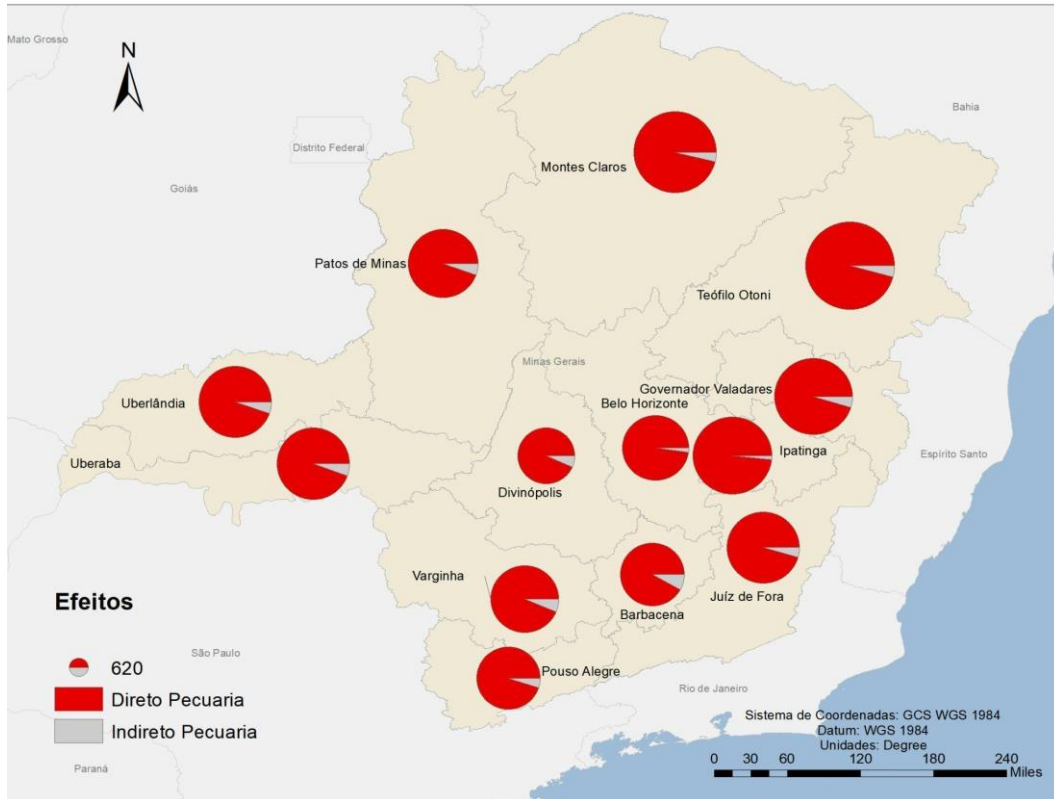 Mato Grosso
N
Bahia
Distrito Federal
Montes Claros
Goiás
Patos de Minas
Teófilo Otoni
Minas Gerais
Governador Valadares
Uberlândia
Belo Horizonte
Ipatinga
Uberaba
Espírito Santo
Divinópolis
Varginha
Juíz de Fora
Efeitos
Barbacena
São Paulo
620
Pouso Alegre
Direto Pecuaria
Rio de Janeiro
Indireto Pecuaria
Sistema de Coordenadas: GCS WGS 1984
Datum: WGS 1984
Unidades: Degree
Paraná
0 30 60 120 180 240
Miles